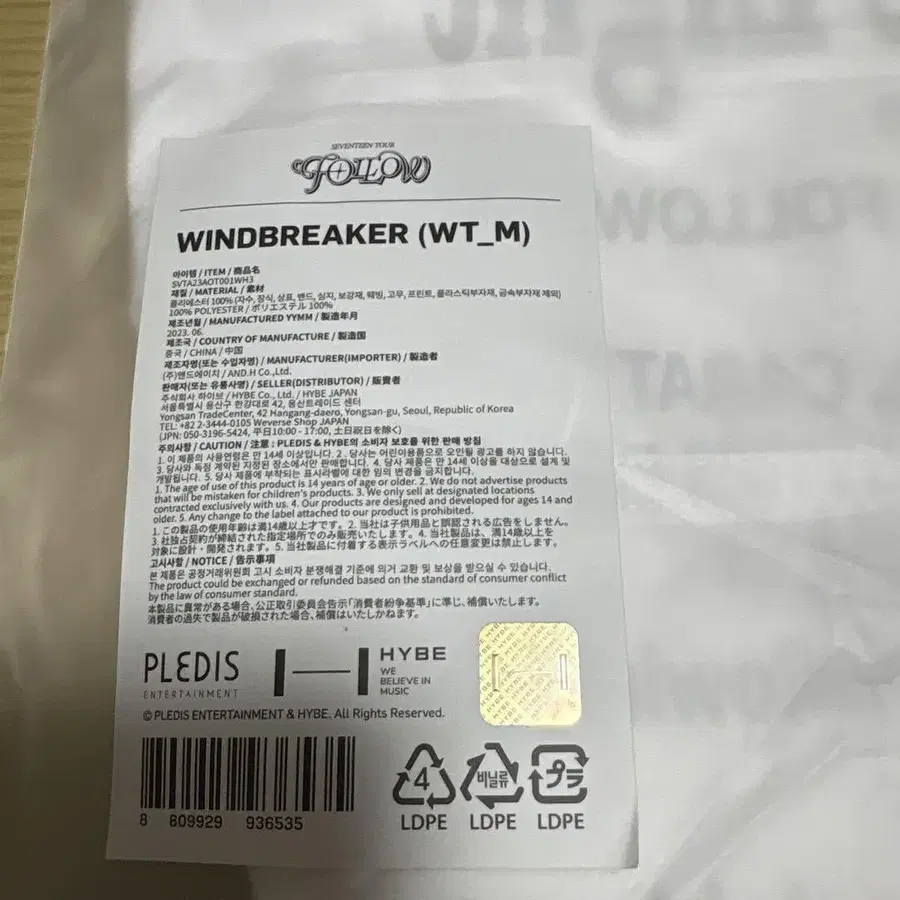 SEVENTEEN TOUR
FOLLOW
WINDBREAKER (WT_M)
아이템 / ITEM / 商品名
SVTA23AOT001WH3
재질 / MATERIAL / 素材
폴리에스터 100% (자수, 장식, 상표, 밴드, 심지, 보강재, 웨빙, 고무, 프린트, 플라스틱부자재, 금속부자재 제외)
100% POLYESTER / ポリエステル 100%
제조년월 / MANUFACTURED YYMM / 製造年月
2023. 06.
제조국 / COUNTRY OF MANUFACTURE / 製造国
중국 / CHINA / 中国
제조자명(또는 수입자명) / MANUFACTURER(IMPORTER) / 製造者
(주)앤드에이치 / AND.H Co.,Ltd.
판매자(또는 유통사명) / SELLER(DISTRIBUTOR) / 販賣者
주식회사 하이브 / HYBE Co., Ltd. / HYBE JAPAN
서울특별시 용산구 한강대로 42, 용산트레이드 센터
Yongsan TradeCenter, 42 Hangang-daero, Yongsan-gu, Seoul, Republic of Korea
TEL: +82 2-3444-0105 Weverse Shop JAPAN
(JPN: 050-3196-5424, 平日10:00 - 17:00, 土日祝日を除く)
주의사항 / CAUTION / 注意 : PLEDIS & HYBE의 소비자 보호를 위한 판매 방침
1. 이 제품의 사용연령은 만 14세 이상입니다. 2. 당사는 어린이용품으로 오인될 광고를 하지 않습니다.
3. 당사와 독점 계약된 지정된 장소에서만 판매합니다. 4. 당사 제품은 만 14세 이상을 대상으로 설계 및
개발됩니다. 5. 당사 제품에 부착되는 표시라벨에 대한 임의 변경을 금지합니다.
1. The age of use of this product is 14 years of age or older. 2. We do not advertise products
that will be mistaken for children's products. 3. We only sell at designated locations
contracted exclusively with us. 4. Our products are designed and developed for ages 14 and
older. 5. Any change to the label attached to our product is prohibited.
1. この製品の使用年齢は満14歳以上才です。2. 当社は子供用品と誤認される広告をしません。
3. 社独占契約が締結された指定場所でのみ販売いたします。4. 当社製品は、満14歳以上を
対象に設計・開発されます。5. 当社製品に付着する表示ラベルへの任意変更は禁止します。
고시사항 / NOTICE / 告示事項
본 제품은 공정거래위원회 고시 소비자 분쟁해결 기준에 의거 교환 및 보상을 받으실 수 있습니다.
The product could be exchanged or refunded based on the standard of consumer conflict
by the law of consumer standard.
本製品に異常がある場合、公正取引委員会告示「消費者紛争基準」に準じ、補償いたします。
消費者の過失で製品が破損された場合、補償はいたしかねます。
PLEDIS
ENTERTAINMENT
HYBE
WE
BELIEVE IN
MUSIC
© PLEDIS ENTERTAINMENT & HYBE. All Rights Reserved.
8 809929 936535
4
LDPE
비닐류
LDPE
プラ
LDPE
FOLLOW